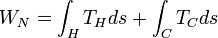 W_N = \int_H T_H ds + \int_C T_C ds